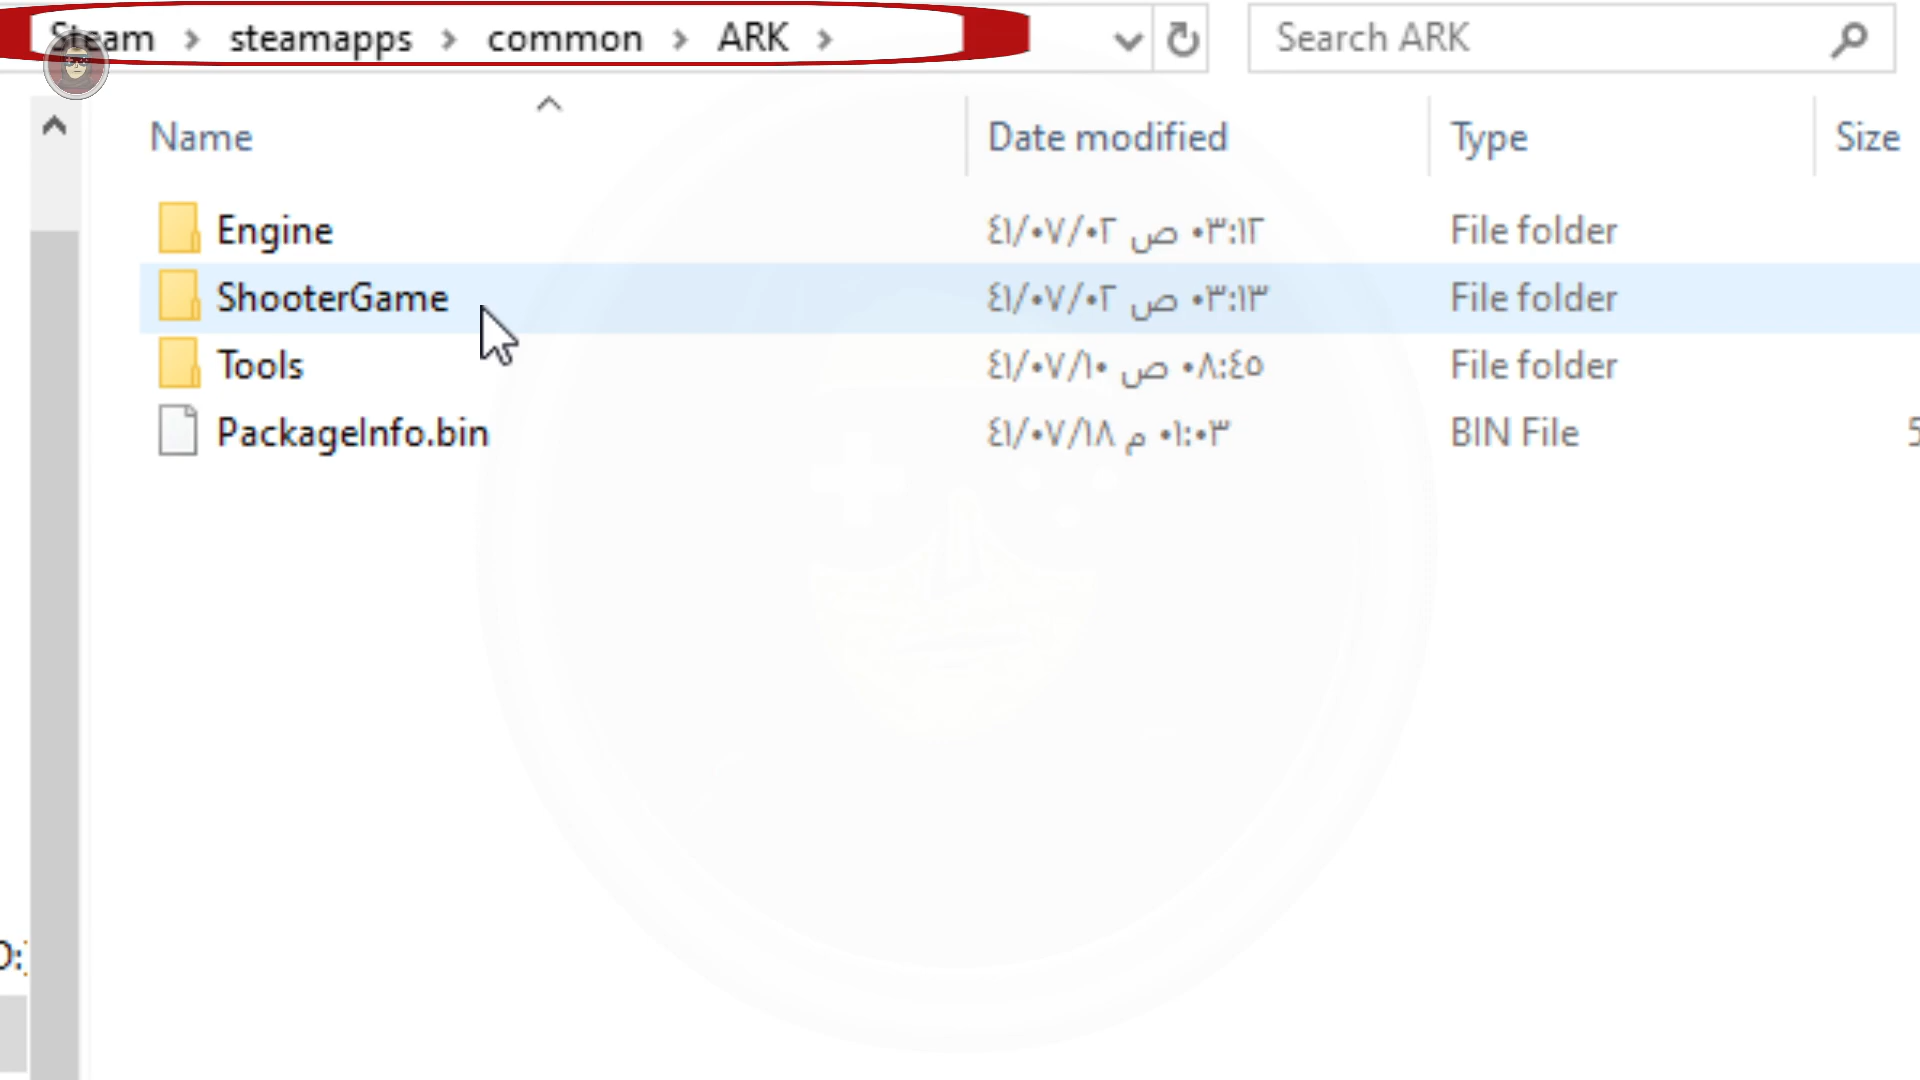 Steam > steamapps > common > ARK > Search ARK
Name Date modified Type Size
Engine ٤١/٠٧/٠٢ ص ٠٣:١٢ File folder
ShooterGame ٤١/٠٧/٠٢ ص ٠٣:١٣ File folder
Tools ٤١/٠٧/١٠ ص ٠٨:٤٥ File folder
PackageInfo.bin ٤١/٠٧/١٨ م ٠١:٠٣ BIN File 5